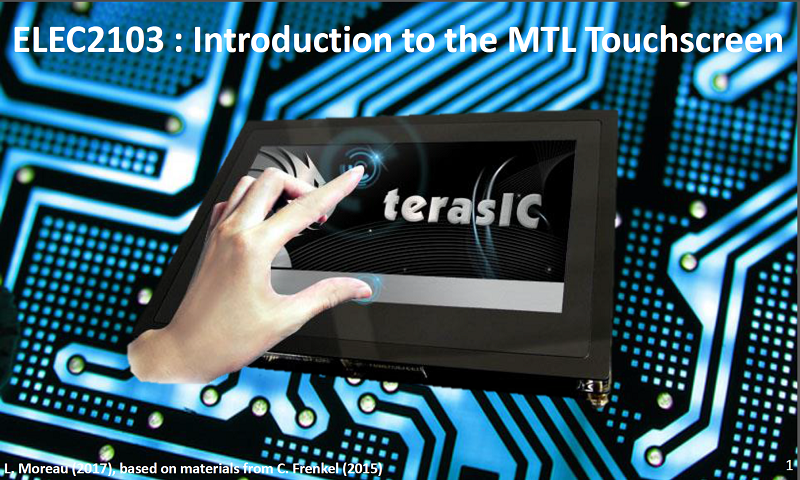 ELEC2103 : Introduction to the MTL Touchscreen
terasIC
L. Moreau (2017), based on materials from C. Frenkel (2015)
1